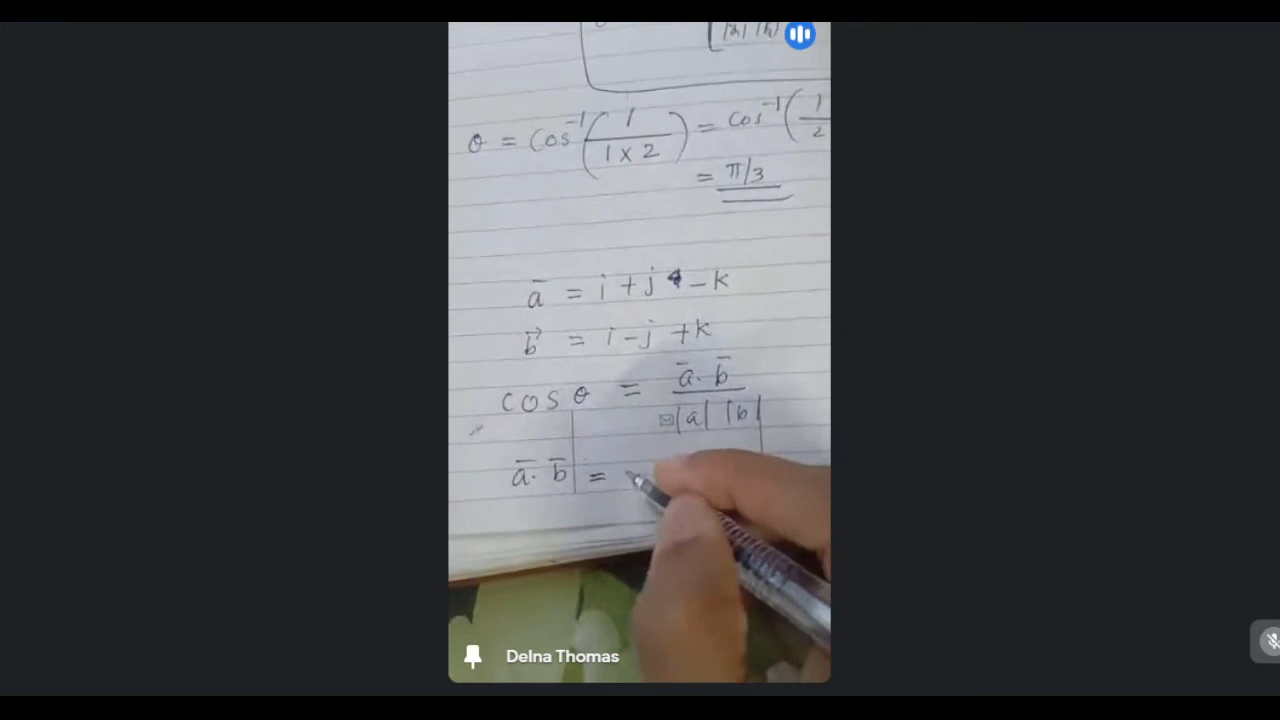 |a| |b|
θ = cos⁻¹(1/1×2) = cos⁻¹(1/2
= π/3
a̅ = i + j - k
b⃗ = i - j + k
cos θ = a̅ . b̅ / |a| |b|
a̅ . b̅ =
Delna Thomas